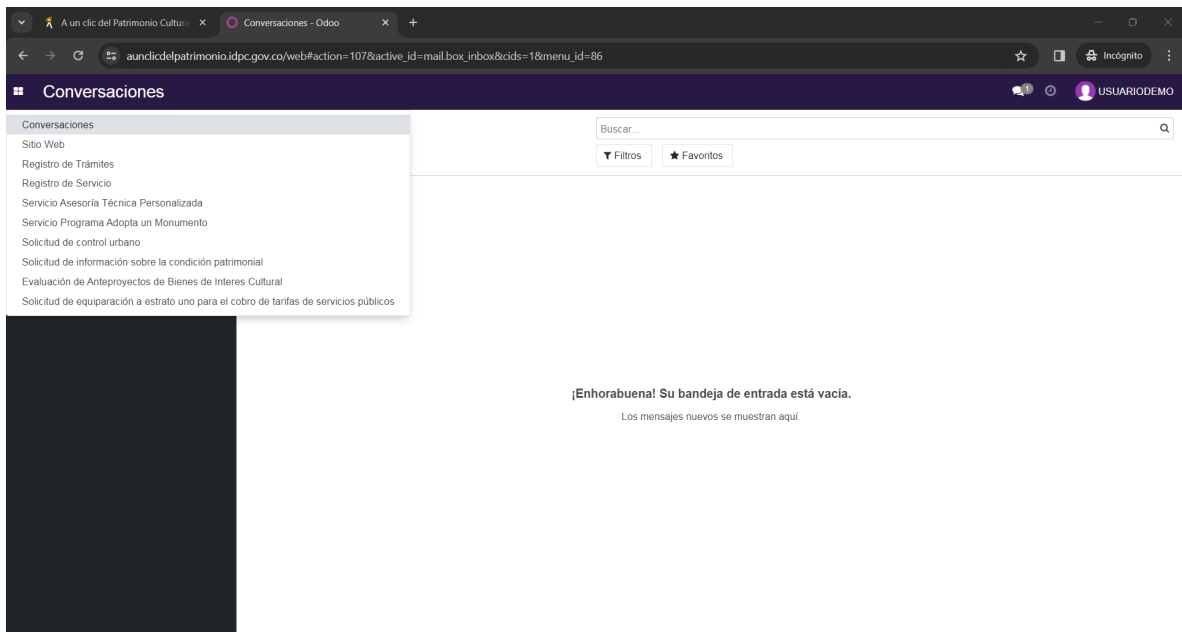 A un clic del Patrimonio Cultura
Conversaciones - Odoo
aunclicdelpatrimonio.idpc.gov.co/web#action=107&active_id=mail.box_inbox&cids=1&menu_id=86
Incógnito
Conversaciones
1
USUARIODEMO
Conversaciones
Sitio Web
Registro de Trámites
Registro de Servicio
Servicio Asesoría Técnica Personalizada
Servicio Programa Adopta un Monumento
Solicitud de control urbano
Solicitud de información sobre la condición patrimonial
Evaluación de Anteproyectos de Bienes de Interes Cultural
Solicitud de equiparación a estrato uno para el cobro de tarifas de servicios públicos
Buscar...
Filtros
Favoritos
¡Enhorabuena! Su bandeja de entrada está vacía.
Los mensajes nuevos se muestran aquí.